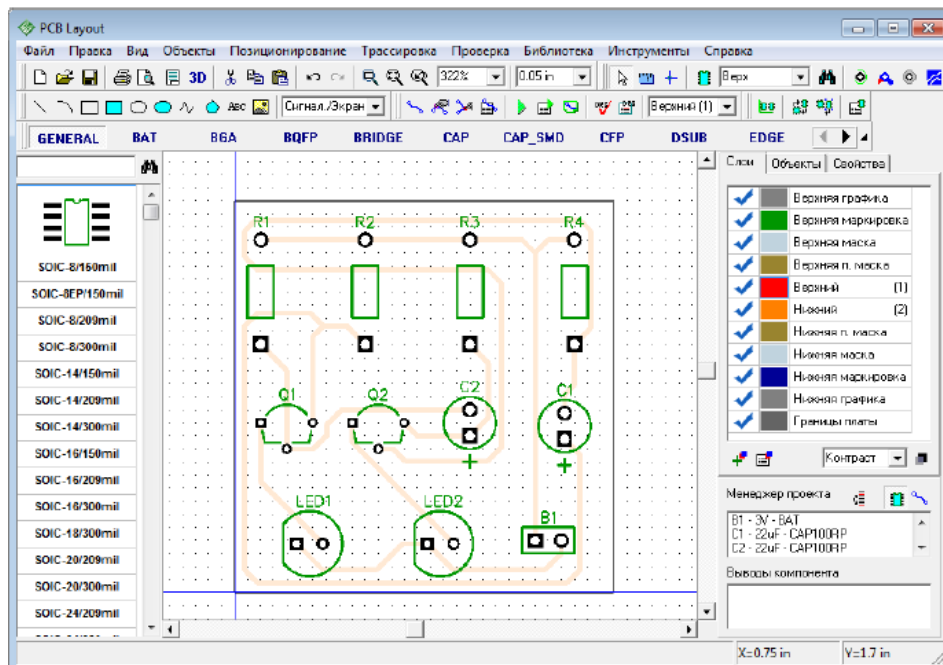 PCB Layout
Файл Правка Вид Объекты Позиционирование Трассировка Проверка Библиотека Инструменты Справка
3D 322% 0.05 in Верх
ABC Сигнал./Экран Верхний (1)
GENERAL BAT BGA BQFP BRIDGE CAP CAP_SMD CFP DSUB EDGE
SOIC-8/150mil
SOIC-8EP/150mil
SOIC-8/209mil
SOIC-8/300mil
SOIC-14/150mil
SOIC-14/209mil
SOIC-14/300mil
SOIC-16/150mil
SOIC-16/209mil
SOIC-16/300mil
SOIC-18/300mil
SOIC-20/209mil
SOIC-20/300mil
SOIC-24/209mil
R1 R2 R3 R4
Q1 Q2 C2 C1
LED1 LED2 B1
Слои Объекты Свойства
Верхняя графика
Верхняя маркировка
Верхняя маска
Верхняя п. маска
Верхний (1)
Нижний (2)
Нижняя п. маска
Нижняя маска
Нижняя маркировка
Нижняя графика
Границы платы
Контраст
Менеджер проекта
B1 - 3V - BAT
C1 - 22uF - CAP100RP
C2 - 22uF - CAP100RP
Выводы компонента
X=0.75 in Y=1.7 in